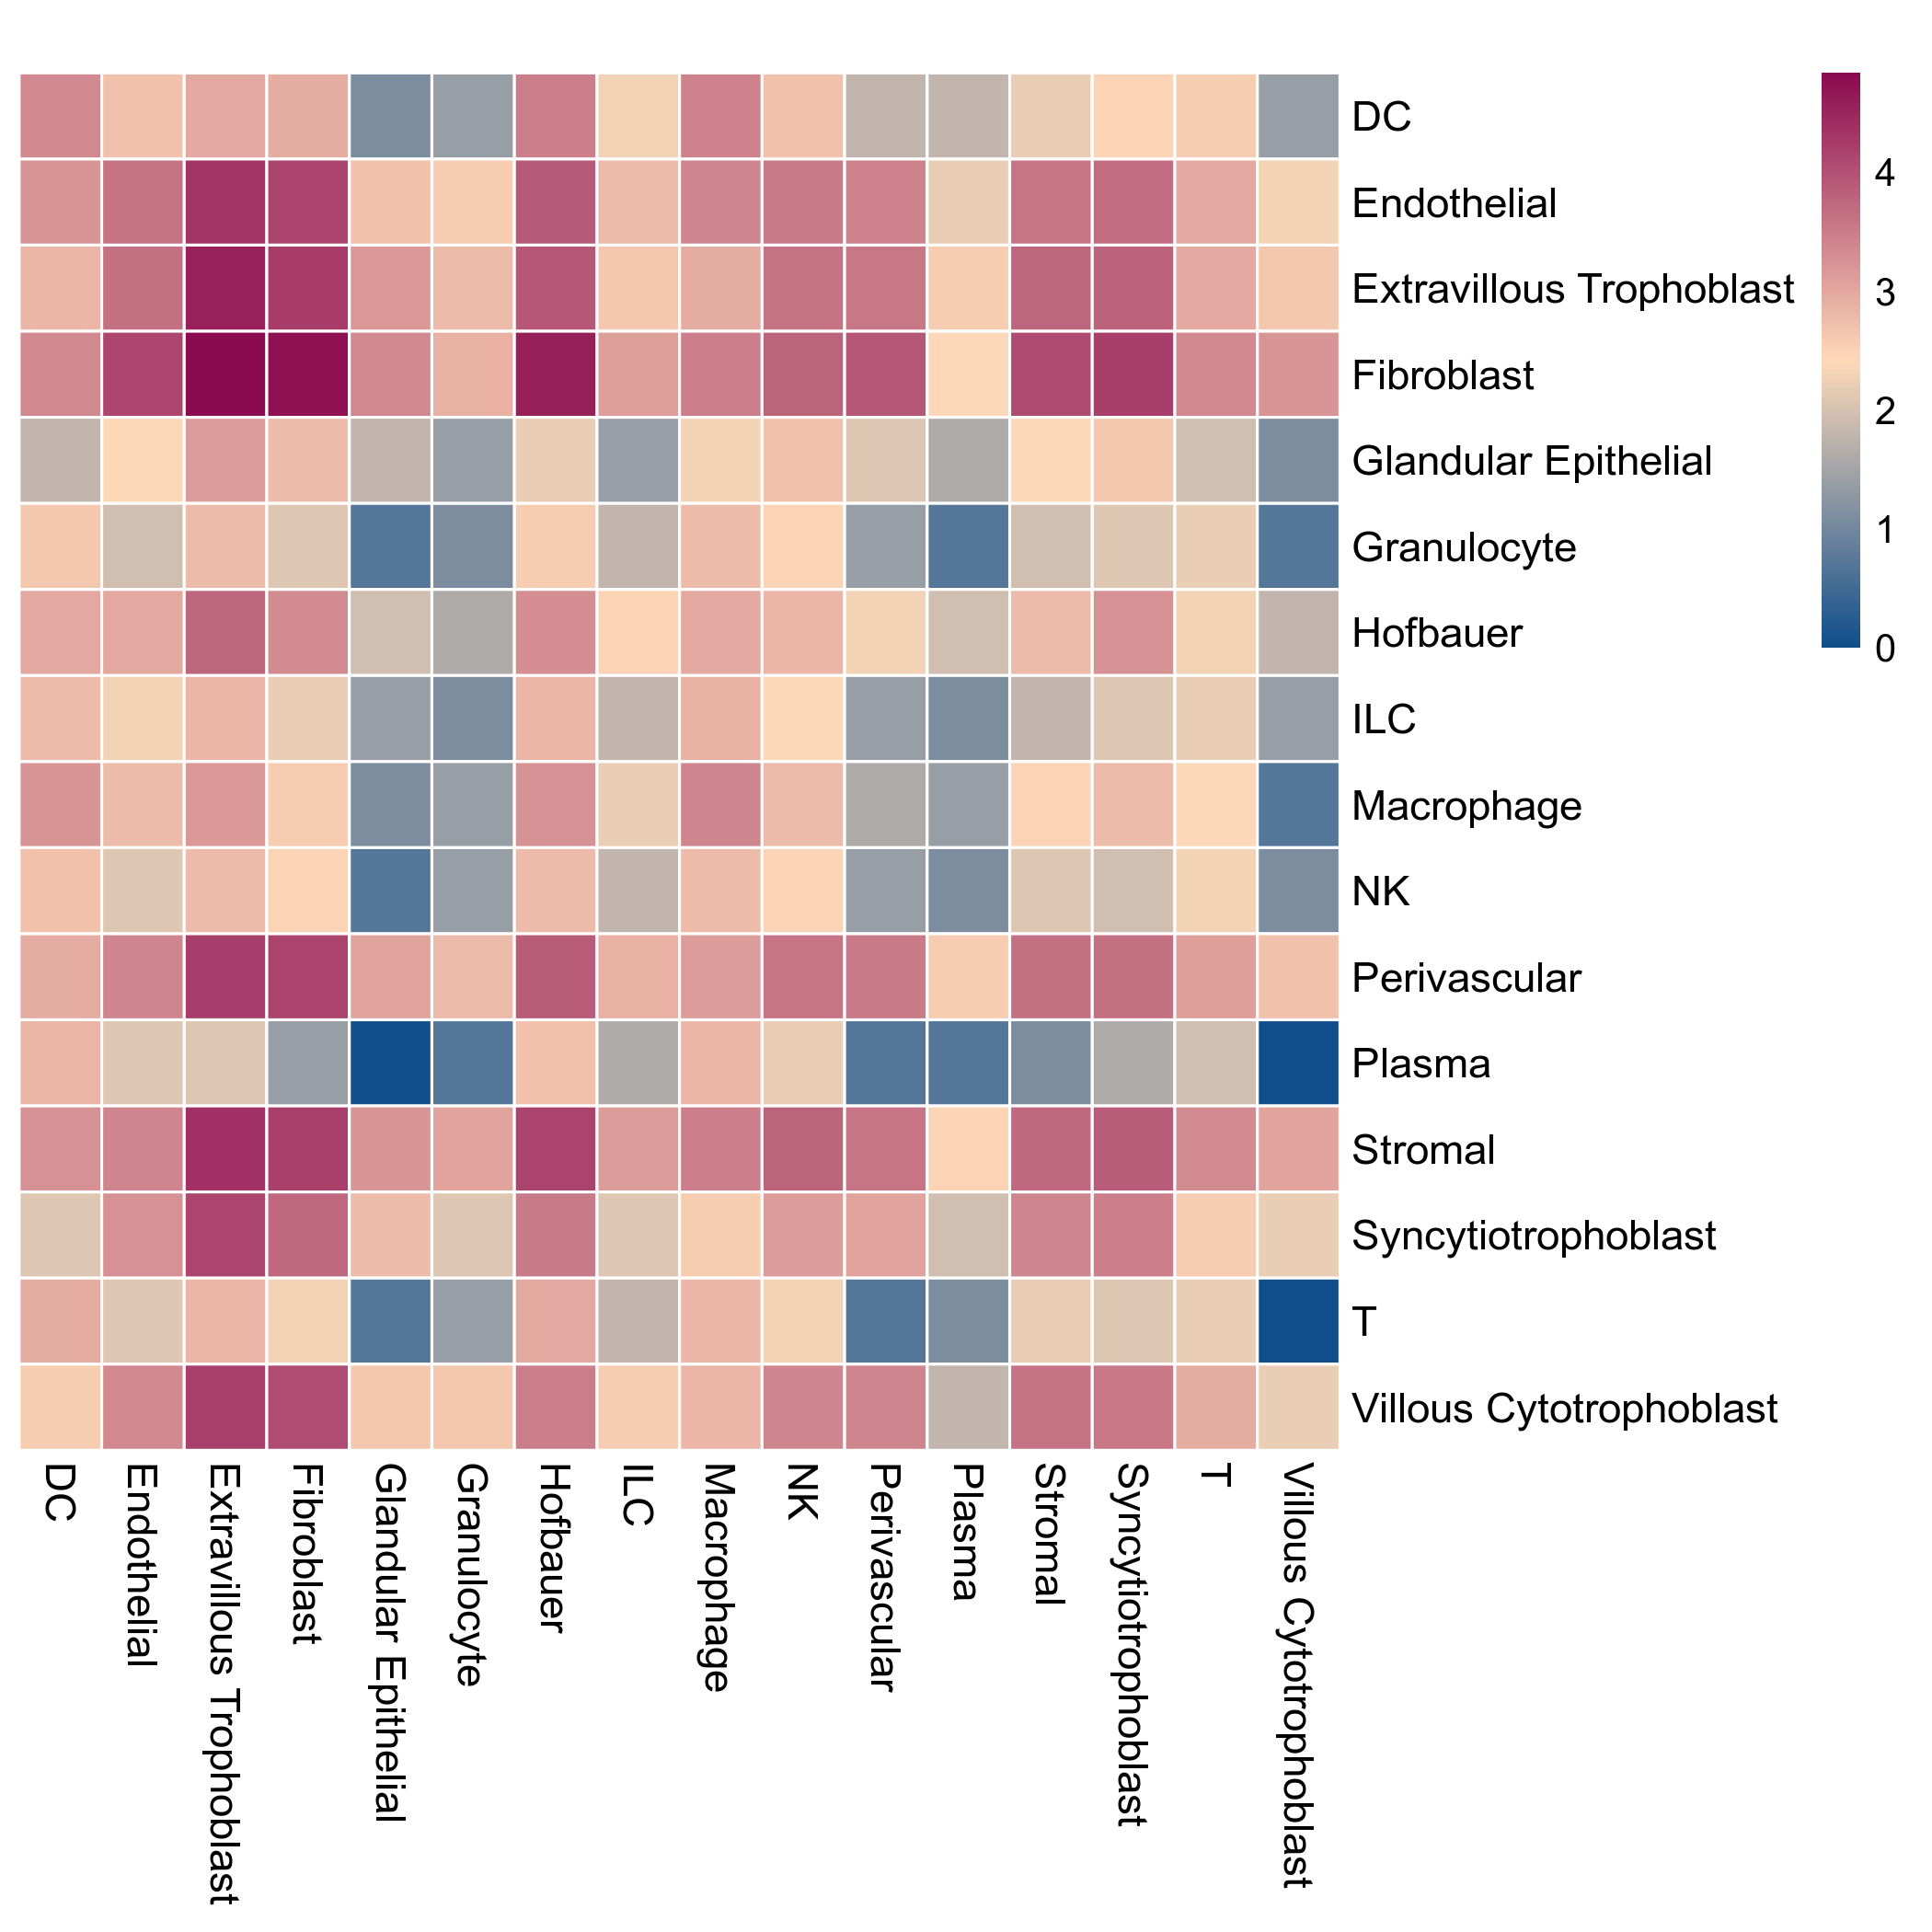 DC
Endothelial
Extravillous Trophoblast
Fibroblast
Glandular Epithelial
Granulocyte
Hofbauer
ILC
Macrophage
NK
Perivascular
Plasma
Stromal
Syncytiotrophoblast
T
Villous Cytotrophoblast
4
3
2
1
0
DC
Endothelial
Extravillous Trophoblast
Fibroblast
Glandular Epithelial
Granulocyte
Hofbauer
ILC
Macrophage
NK
Perivascular
Plasma
Stromal
Syncytiotrophoblast
T
Villous Cytotrophoblast